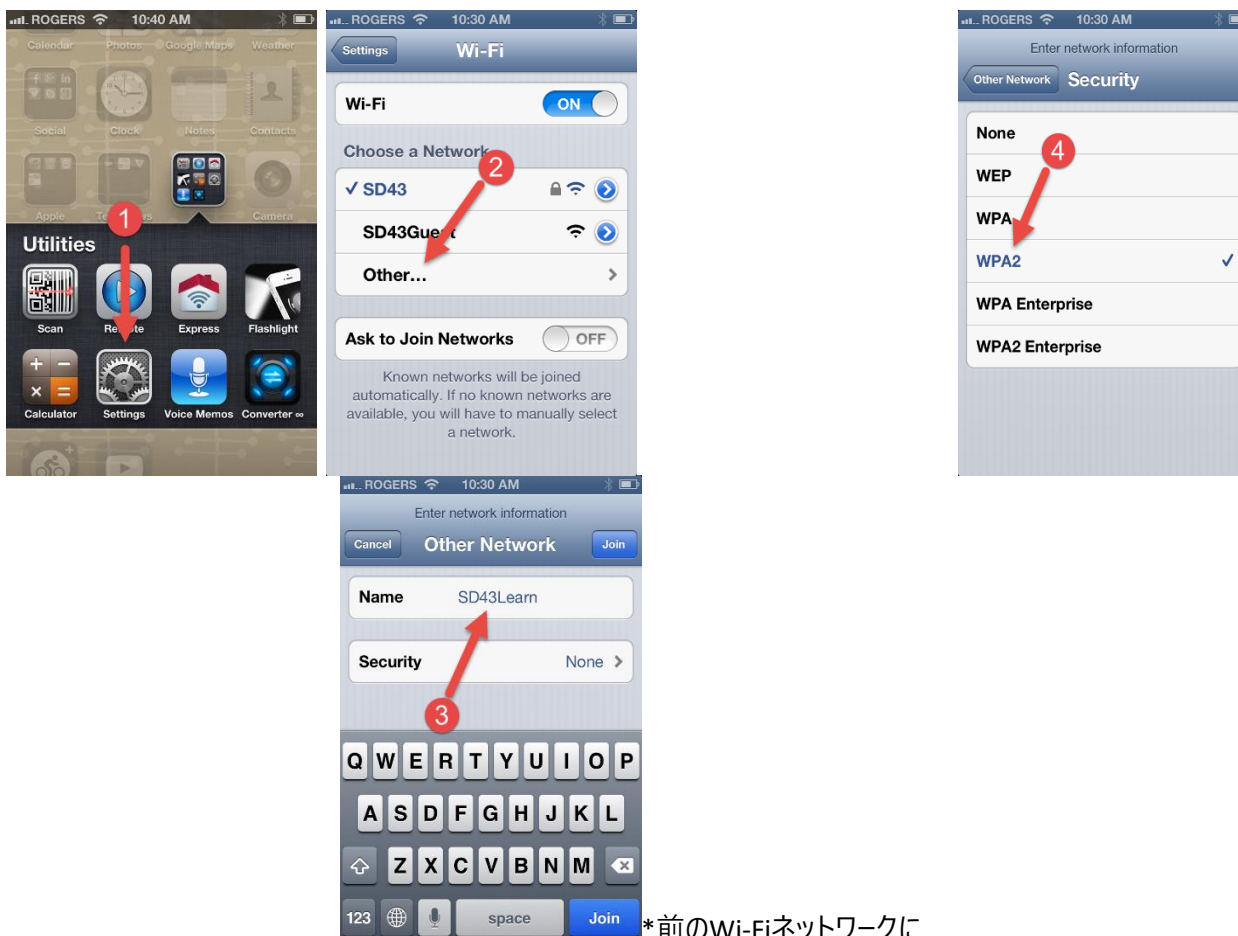 ROGERS 10:40 AM
Calendar Photos Google Maps Weather
Social Clock Notes Contacts
Apple Camera
1
Utilities
Scan Remote Express Flashlight
Calculator Settings Voice Memos Converter ∞
ROGERS 10:30 AM
Settings Wi-Fi
Wi-Fi ON
Choose a Network
2
✓ SD43
SD43Guest
Other...
Ask to Join Networks OFF
Known networks will be joined
automatically. If no known networks are
available, you will have to manually select
a network.
ROGERS 10:30 AM
Enter network information
Other Network Security
None
4
WEP
WPA
WPA2 ✓
WPA Enterprise
WPA2 Enterprise
ROGERS 10:30 AM
Enter network information
Cancel Other Network Join
Name SD43Learn
Security None
3
Q W E R T Y U I O P
A S D F G H J K L
Z X C V B N M
123 space Join
*前のWi-Fiネットワークに